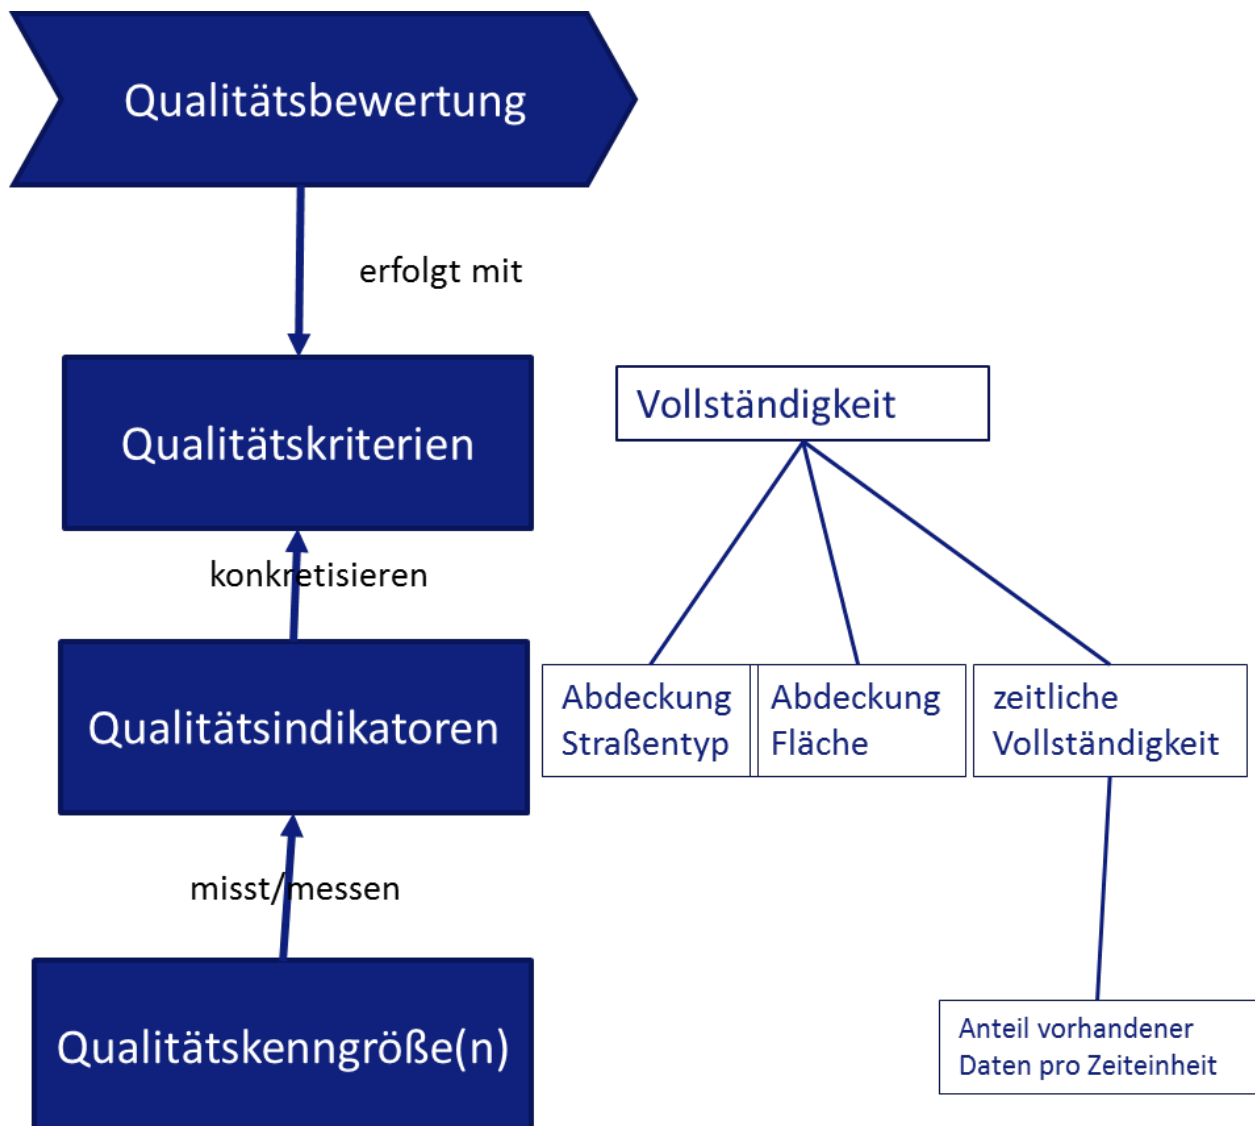 Qualitätsbewertung
erfolgt mit
Qualitätskriterien
Vollständigkeit
konkretisieren
Qualitätsindikatoren
Abdeckung
Straßentyp
Abdeckung
Fläche
zeitliche
Vollständigkeit
misst/messen
Qualitätskenngröße(n)
Anteil vorhandener
Daten pro Zeiteinheit